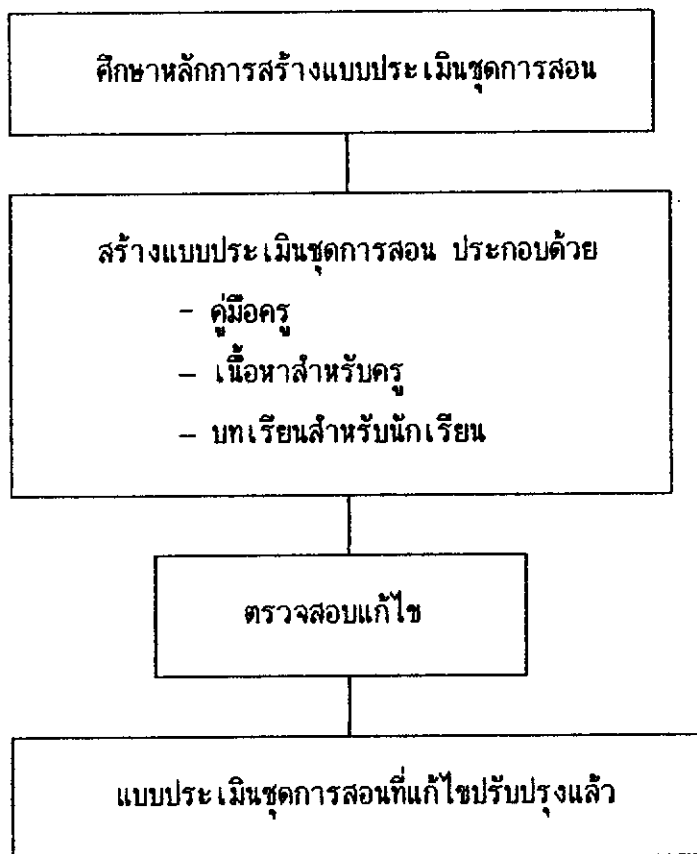 ศึกษาหลักการสร้างแบบประเมินชุดการสอน
สร้างแบบประเมินชุดการสอน ประกอบด้วย
- คู่มือครู
- เนื้อหาสำหรับครู
- บทเรียนสำหรับนักเรียน
ตรวจสอบแก้ไข
แบบประเมินชุดการสอนที่แก้ไขปรับปรุงแล้ว